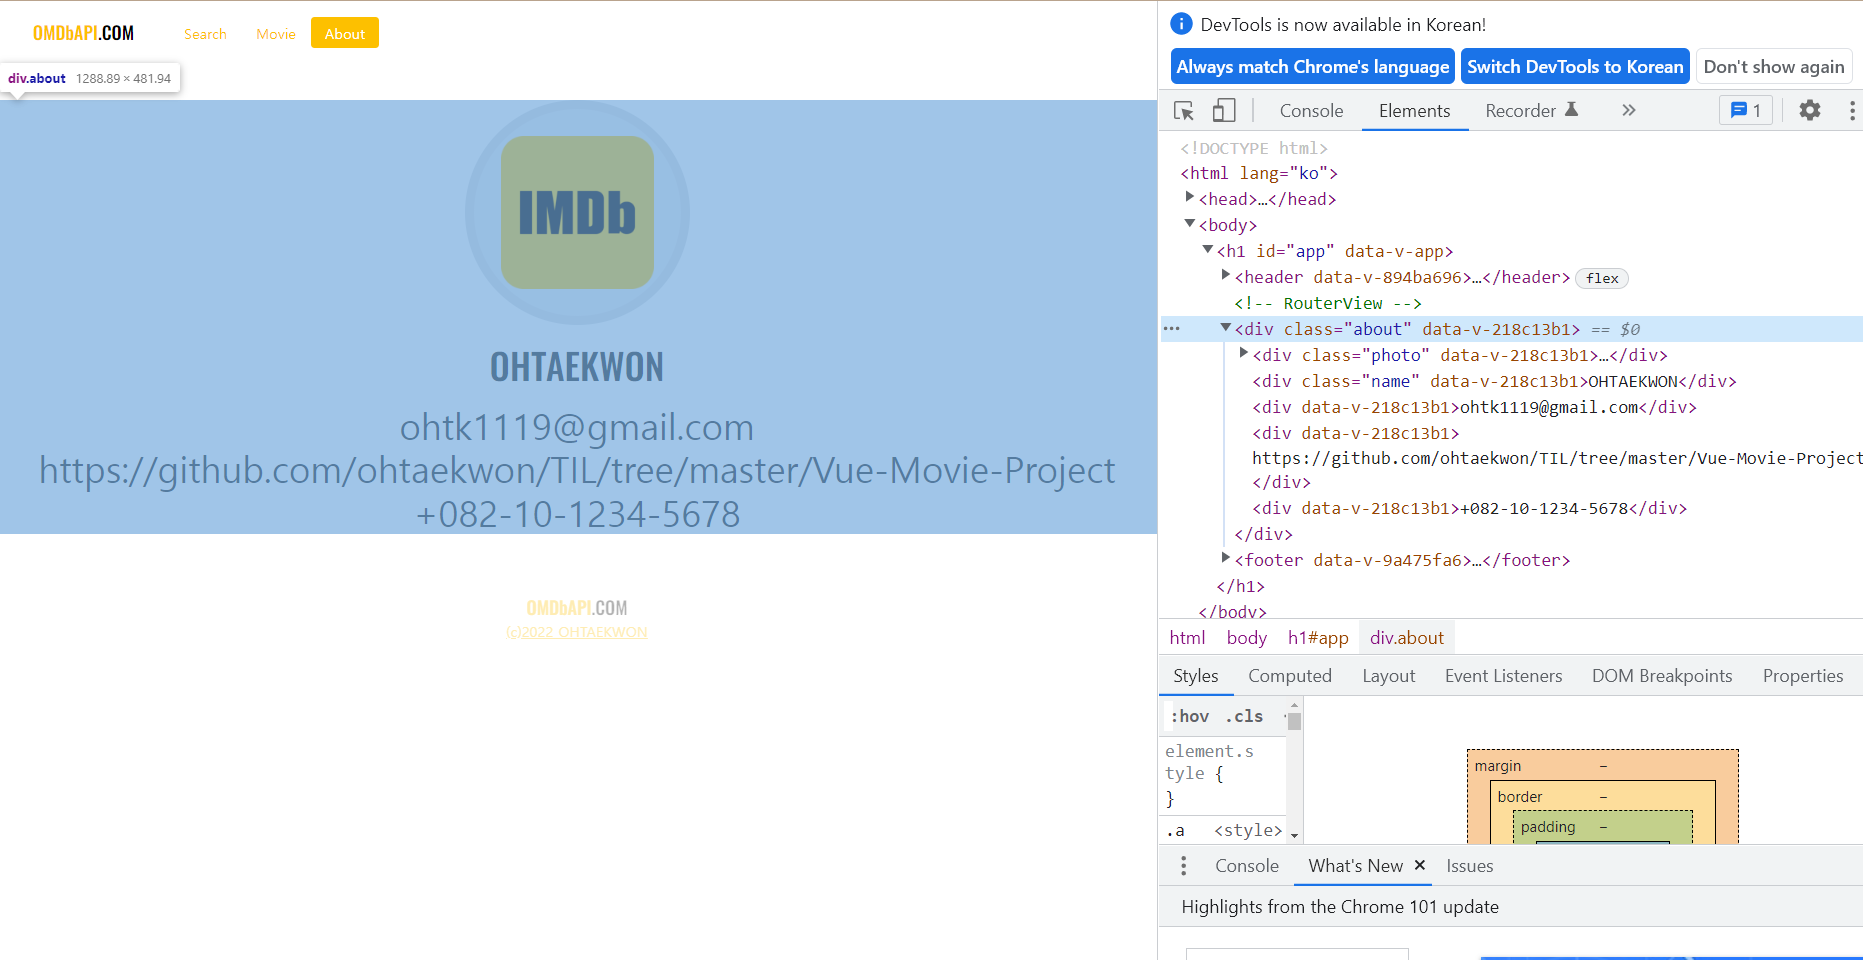 OMDbAPI.COM
Search
Movie
About
div.about 1288.89 × 481.94
IMDb
OHTAEKWON
ohtk1119@gmail.com
https://github.com/ohtaekwon/TIL/tree/master/Vue-Movie-Project
+082-10-1234-5678
OMDbAPI.COM
(c)2022 OHTAEKWON
DevTools is now available in Korean!
Always match Chrome's language
Switch DevTools to Korean
Don't show again
Console
Elements
Recorder
1
<!DOCTYPE html>
<html lang="ko">
<head>…</head>
<body>
<h1 id="app" data-v-app>
<header data-v-894ba696>…</header> flex
<!-- RouterView -->
<div class="about" data-v-218c13b1> == $0
<div class="photo" data-v-218c13b1>…</div>
<div class="name" data-v-218c13b1>OHTAEKWON</div>
<div data-v-218c13b1>ohtk1119@gmail.com</div>
<div data-v-218c13b1>
https://github.com/ohtaekwon/TIL/tree/master/Vue-Movie-Project
</div>
<div data-v-218c13b1>+082-10-1234-5678</div>
</div>
<footer data-v-9a475fa6>…</footer>
</h1>
</body>
html body h1#app div.about
Styles
Computed
Layout
Event Listeners
DOM Breakpoints
Properties
:hov .cls
element.s
tyle {
}
.a <style>
margin –
border –
padding –
Console
What's New ×
Issues
Highlights from the Chrome 101 update